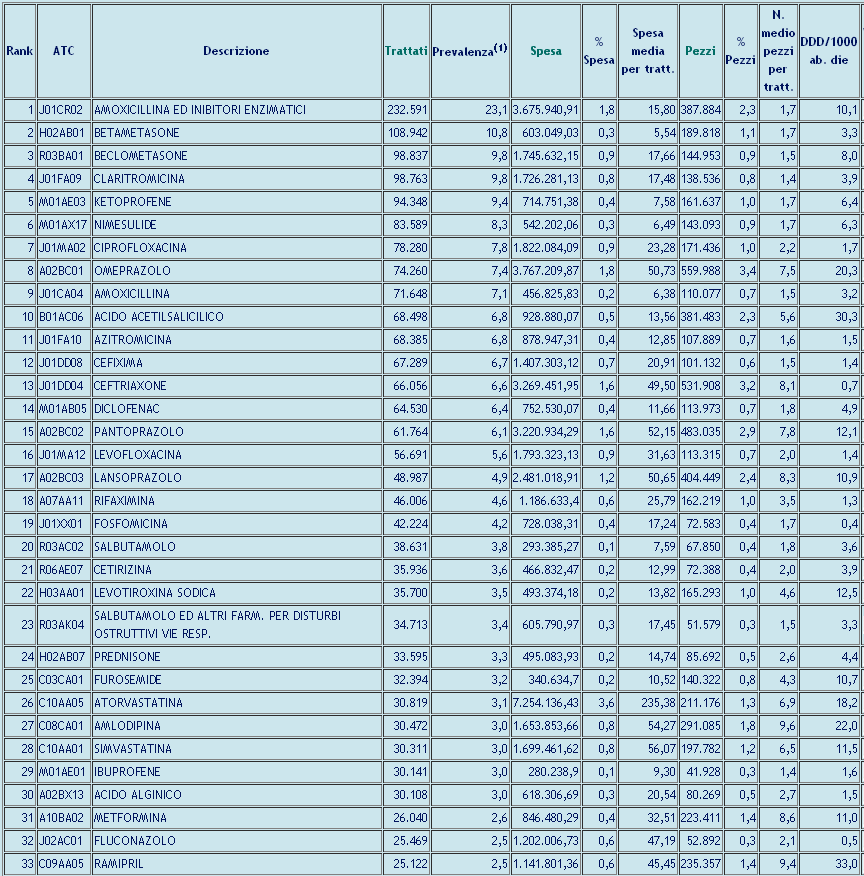 Rank ATC Descrizione Trattati Prevalenza(1) Spesa % Spesa Spesa media per tratt. Pezzi % Pezzi N. medio pezzi per tratt. DDD/1000 ab. die
1 J01CR02 AMOXICILLINA ED INIBITORI ENZIMATICI 232.591 23,1 3.675.940,91 1,8 15,80 387.884 2,3 1,7 10,1
2 H02AB01 BETAMETASONE 108.942 10,8 603.049,03 0,3 5,54 189.818 1,1 1,7 3,3
3 R03BA01 BECLOMETASONE 98.837 9,8 1.745.632,15 0,9 17,66 144.953 0,9 1,5 8,0
4 J01FA09 CLARITROMICINA 98.763 9,8 1.726.281,13 0,8 17,48 138.536 0,8 1,4 3,9
5 M01AE03 KETOPROFENE 94.348 9,4 714.751,38 0,4 7,58 161.637 1,0 1,7 6,4
6 M01AX17 NIMESULIDE 83.589 8,3 542.202,06 0,3 6,49 143.093 0,9 1,7 6,3
7 J01MA02 CIPROFLOXACINA 78.280 7,8 1.822.084,09 0,9 23,28 171.436 1,0 2,2 1,7
8 A02BC01 OMEPRAZOLO 74.260 7,4 3.767.209,87 1,8 50,73 559.988 3,4 7,5 20,3
9 J01CA04 AMOXICILLINA 71.648 7,1 456.825,83 0,2 6,38 110.077 0,7 1,5 3,2
10 B01AC06 ACIDO ACETILSALICILICO 68.498 6,8 928.880,07 0,5 13,56 381.483 2,3 5,6 30,3
11 J01FA10 AZITROMICINA 68.385 6,8 878.947,31 0,4 12,85 107.889 0,7 1,6 1,5
12 J01DD08 CEFIXIMA 67.289 6,7 1.407.303,12 0,7 20,91 101.132 0,6 1,5 1,4
13 J01DD04 CEFTRIAXONE 66.056 6,6 3.269.451,95 1,6 49,50 531.908 3,2 8,1 0,7
14 M01AB05 DICLOFENAC 64.530 6,4 752.530,07 0,4 11,66 113.973 0,7 1,8 4,9
15 A02BC02 PANTOPRAZOLO 61.764 6,1 3.220.934,29 1,6 52,15 483.035 2,9 7,8 12,1
16 J01MA12 LEVOFLOXACINA 56.691 5,6 1.793.323,13 0,9 31,63 113.315 0,7 2,0 1,4
17 A02BC03 LANSOPRAZOLO 48.987 4,9 2.481.018,91 1,2 50,65 404.449 2,4 8,3 10,9
18 A07AA11 RIFAXIMINA 46.006 4,6 1.186.633,4 0,6 25,79 162.219 1,0 3,5 1,3
19 J01XX01 FOSFOMICINA 42.224 4,2 728.038,31 0,4 17,24 72.583 0,4 1,7 0,4
20 R03AC02 SALBUTAMOLO 38.631 3,8 293.385,27 0,1 7,59 67.850 0,4 1,8 3,6
21 R06AE07 CETIRIZINA 35.936 3,6 466.832,47 0,2 12,99 72.388 0,4 2,0 3,9
22 H03AA01 LEVOTIROXINA SODICA 35.700 3,5 493.374,18 0,2 13,82 165.293 1,0 4,6 12,5
23 R03AK04 SALBUTAMOLO ED ALTRI FARM. PER DISTURBI OSTRUTTIVI VIE RESP. 34.713 3,4 605.790,97 0,3 17,45 51.579 0,3 1,5 3,3
24 H02AB07 PREDNISONE 33.595 3,3 495.083,93 0,2 14,74 85.692 0,5 2,6 4,4
25 C03CA01 FUROSEMIDE 32.394 3,2 340.634,7 0,2 10,52 140.322 0,8 4,3 10,7
26 C10AA05 ATORVASTATINA 30.819 3,1 7.254.136,43 3,6 235,38 211.176 1,3 6,9 18,2
27 C08CA01 AMLODIPINA 30.472 3,0 1.653.853,66 0,8 54,27 291.085 1,8 9,6 22,0
28 C10AA01 SIMVASTATINA 30.311 3,0 1.699.461,62 0,8 56,07 197.782 1,2 6,5 11,5
29 M01AE01 IBUPROFENE 30.141 3,0 280.238,9 0,1 9,30 41.928 0,3 1,4 1,6
30 A02BX13 ACIDO ALGINICO 30.108 3,0 618.306,69 0,3 20,54 80.269 0,5 2,7 1,5
31 A10BA02 METFORMINA 26.040 2,6 846.480,29 0,4 32,51 223.411 1,4 8,6 11,0
32 J02AC01 FLUCONAZOLO 25.469 2,5 1.202.006,73 0,6 47,19 52.892 0,3 2,1 0,5
33 C09AA05 RAMIPRIL 25.122 2,5 1.141.801,36 0,6 45,45 235.357 1,4 9,4 33,0